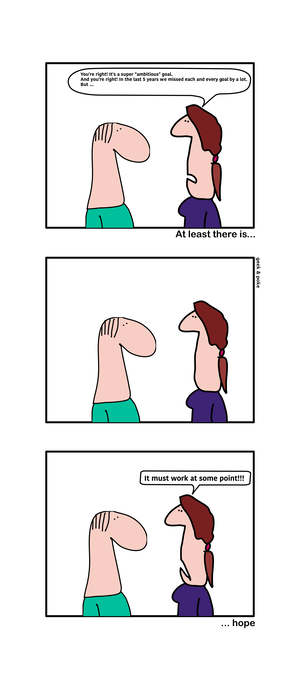 You're right! It's a super "ambitious" goal.
And you're right! In the last 5 years we missed each and every goal by a lot.
But ...
At least there is...
geek & poke
It must work at some point!!!
... hope